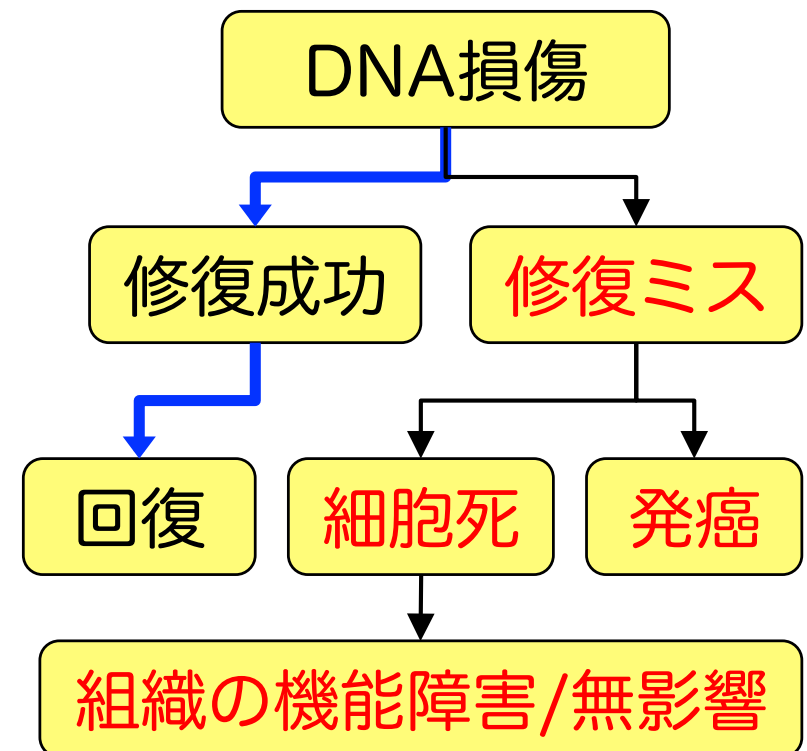 DNA損傷
修復成功
修復ミス
回復
細胞死
発癌
組織の機能障害/無影響